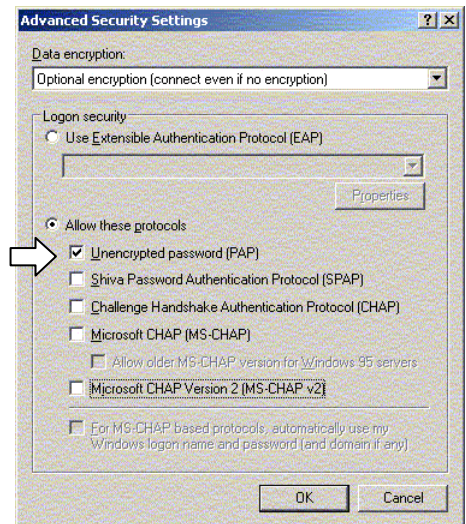 Advanced Security Settings
Data encryption:
Optional encryption (connect even if no encryption)
Logon security
Use Extensible Authentication Protocol (EAP)
Properties
Allow these protocols
Unencrypted password (PAP)
Shiva Password Authentication Protocol (SPAP)
Challenge Handshake Authentication Protocol (CHAP)
Microsoft CHAP (MS-CHAP)
Allow older MS-CHAP version for Windows 95 servers
Microsoft CHAP Version 2 (MS-CHAP v2)
For MS-CHAP based protocols, automatically use my
Windows logon name and password (and domain if any)
OK Cancel